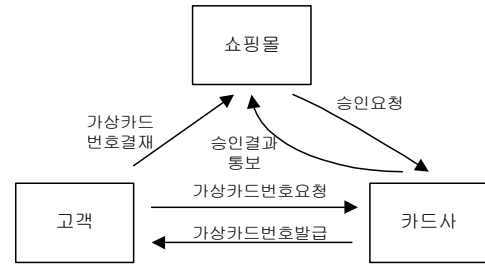 쇼핑몰
가상카드
번호결재
승인요청
승인결과
통보
고객
가상카드번호요청
가상카드번호발급
카드사